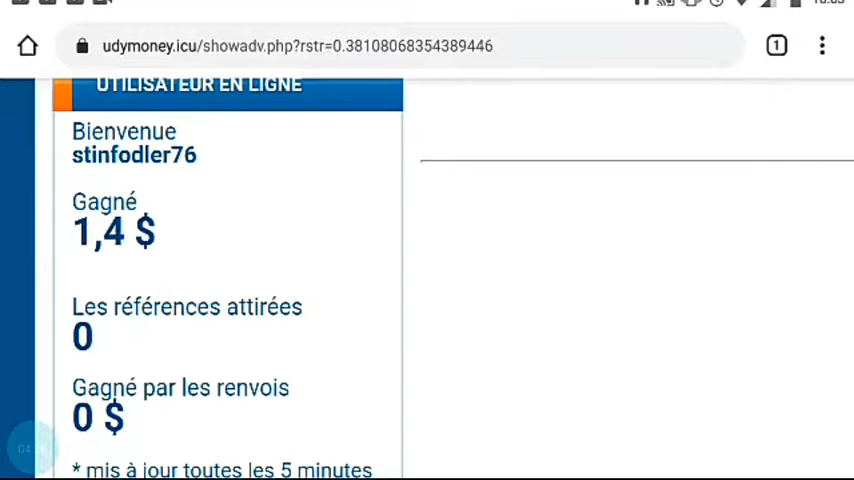 udymoney.icu/showadv.php?rstr=0.38108068354389446
1
UTILISATEUR EN LIGNE
Bienvenue
stinfodler76
Gagné
1,4 $
Les références attirées
0
Gagné par les renvois
0 $
* mis à jour toutes les 5 minutes